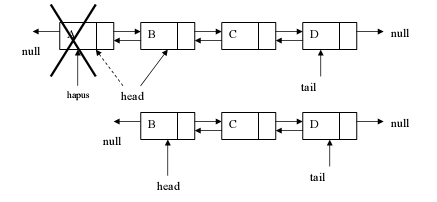 A B C D null
null
hapus head tail
B C D null
null
head tail